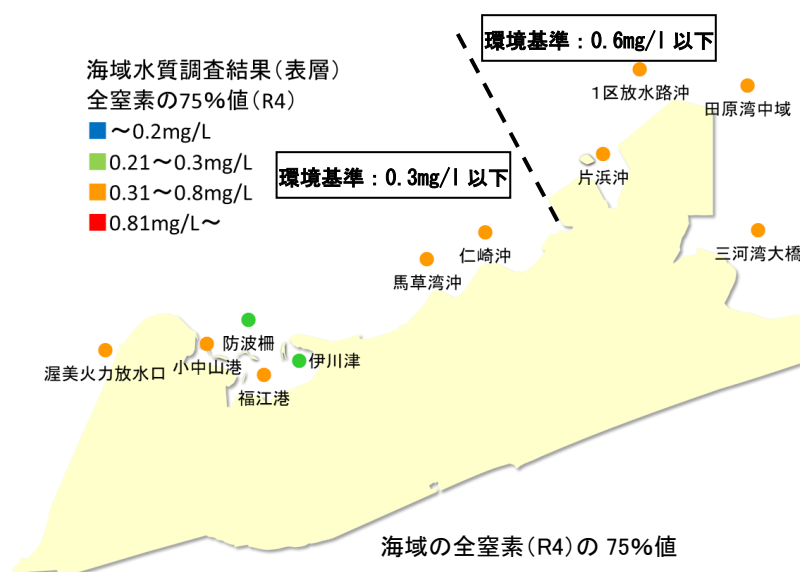 環境基準：0.6mg/l 以下
海域水質調査結果（表層）
全窒素の75%値（R4）
～0.2mg/L
0.21～0.3mg/L
0.31～0.8mg/L
0.81mg/L～
1区放水路沖
田原湾中域
環境基準：0.3mg/l 以下
片浜沖
仁崎沖
三河湾大橋
馬草湾沖
防波柵
伊川津
小中山港
渥美火力放水口
福江港
海域の全窒素（R4）の 75%値